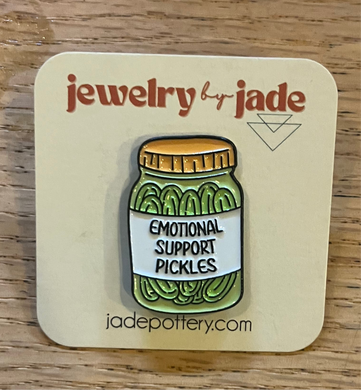 jewelry by jade
EMOTIONAL
SUPPORT
PICKLES
jadepottery.com